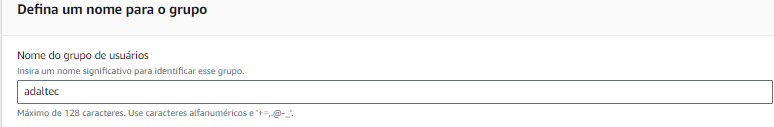 Defina um nome para o grupo
Nome do grupo de usuários
Insira um nome significativo para identificar esse grupo.
adaltec
Máximo de 128 caracteres. Use caracteres alfanuméricos e '+=,.@-_'.